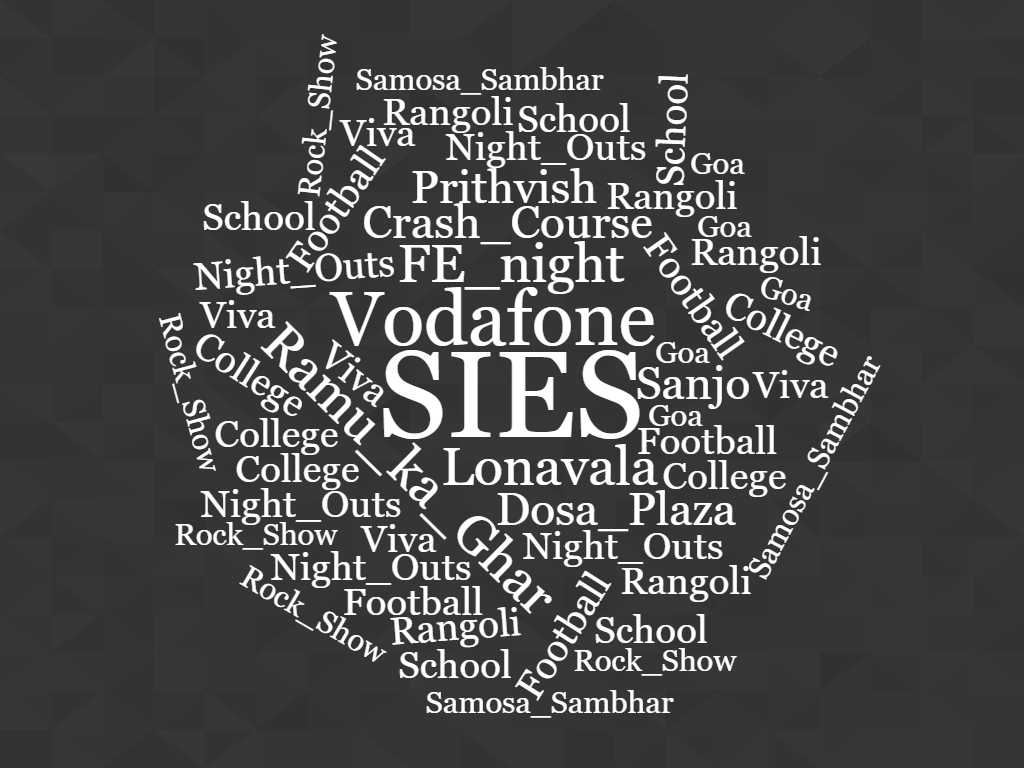 Rock_Show
Samosa_Sambhar
School
Rangoli
School
Viva
Night_Outs
Goa
Football
Prithvish
Rangoli
School
Crash_Course
Goa
Rangoli
Night_Outs
FE_night
Football
Goa
Viva
Vodafone
College
Rock_Show
College
Ramu_ka_Ghar
Viva
SIES
Goa
Sanjo
Viva
Samosa_Sambhar
Goa
College
Football
College
Lonavala
College
Night_Outs
Dosa_Plaza
Rock_Show
Viva
Night_Outs
Night_Outs
Rangoli
Rock_Show
Football
Football
Rangoli
School
School
Rock_Show
Samosa_Sambhar